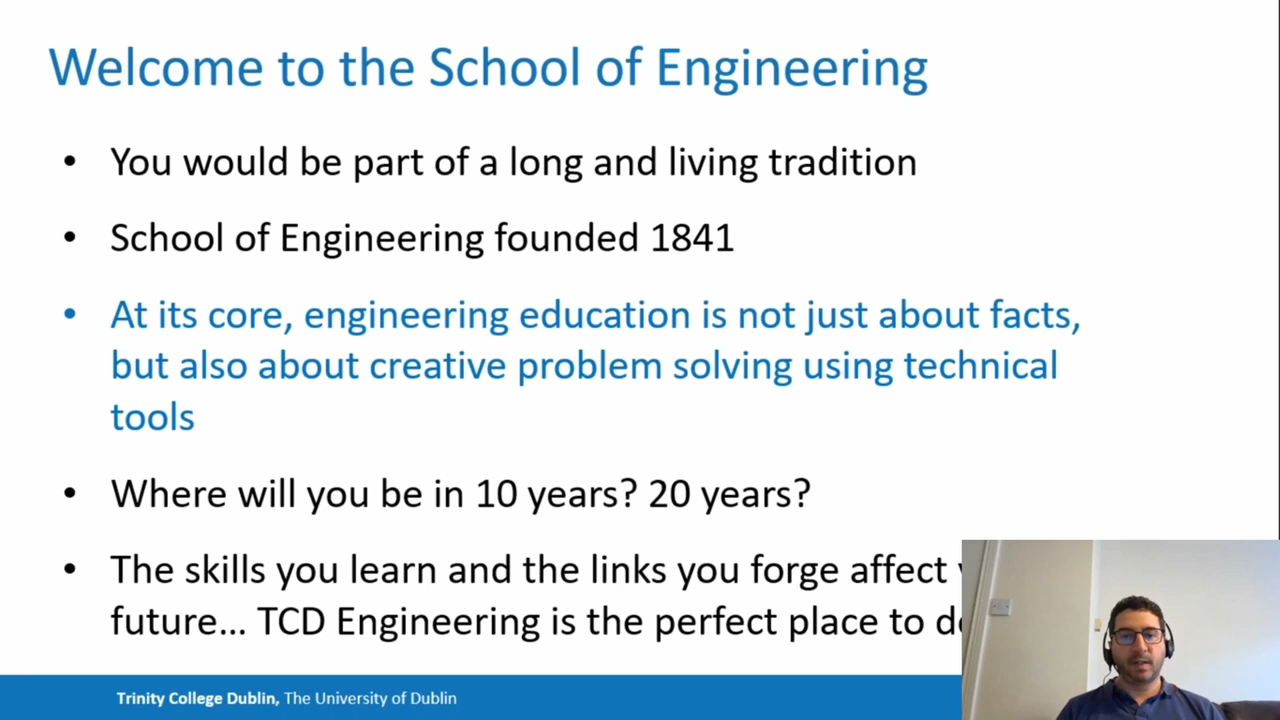 Welcome to the School of Engineering
• You would be part of a long and living tradition
• School of Engineering founded 1841
• At its core, engineering education is not just about facts,
but also about creative problem solving using technical
tools
• Where will you be in 10 years? 20 years?
• The skills you learn and the links you forge affect
future... TCD Engineering is the perfect place to
Trinity College Dublin, The University of Dublin